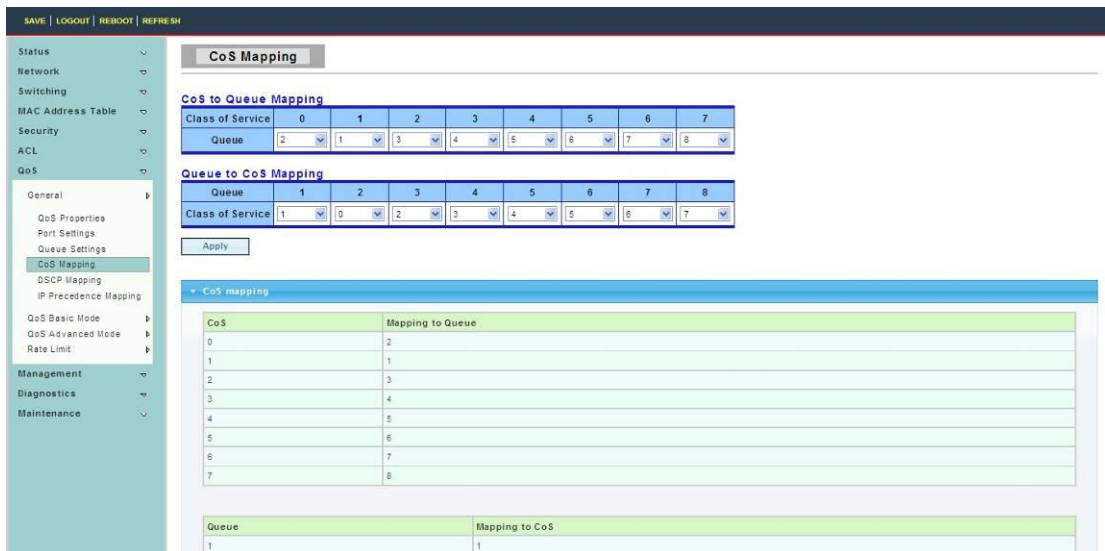 SAVE | LOGOUT | REBOOT | REFRESH
Status
Network
Switching
MAC Address Table
Security
ACL
QoS
General
QoS Properties
Port Settings
Queue Settings
CoS Mapping
DSCP Mapping
IP Precedence Mapping
QoS Basic Mode
QoS Advanced Mode
Rate Limit
Management
Diagnostics
Maintenance
CoS Mapping
CoS to Queue Mapping
Class of Service 0 1 2 3 4 5 6 7
Queue 2 1 3 4 5 6 7 8
Queue to CoS Mapping
Queue 1 2 3 4 5 6 7 8
Class of Service 1 0 2 3 4 5 6 7
Apply
CoS mapping
CoS Mapping to Queue
0 2
1 1
2 3
3 4
4 5
5 6
6 7
7 8
Queue Mapping to CoS
1 1